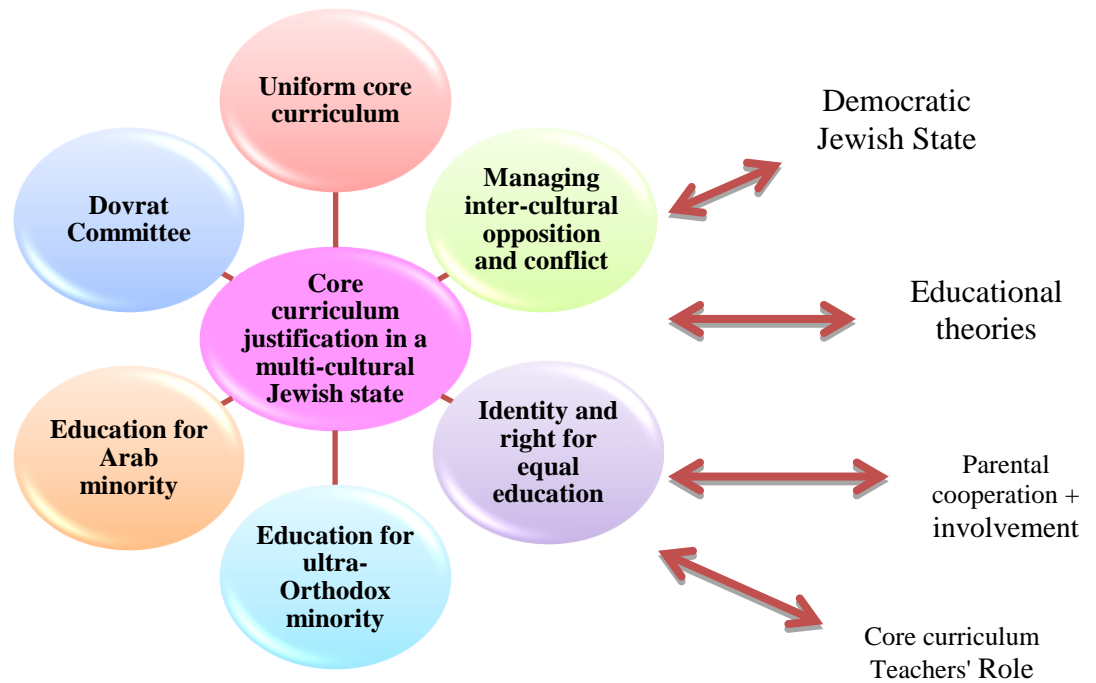 Uniform core
curriculum
Managing
inter-cultural
opposition
and conflict
Identity and
right for
equal
education
Education for
ultra-
Orthodox
minority
Education for
Arab
minority
Dovrat
Committee
Core
curriculum
justification in a
multi-cultural
Jewish state
Democratic
Jewish State
Educational
theories
Parental
cooperation +
involvement
Core curriculum
Teachers' Role